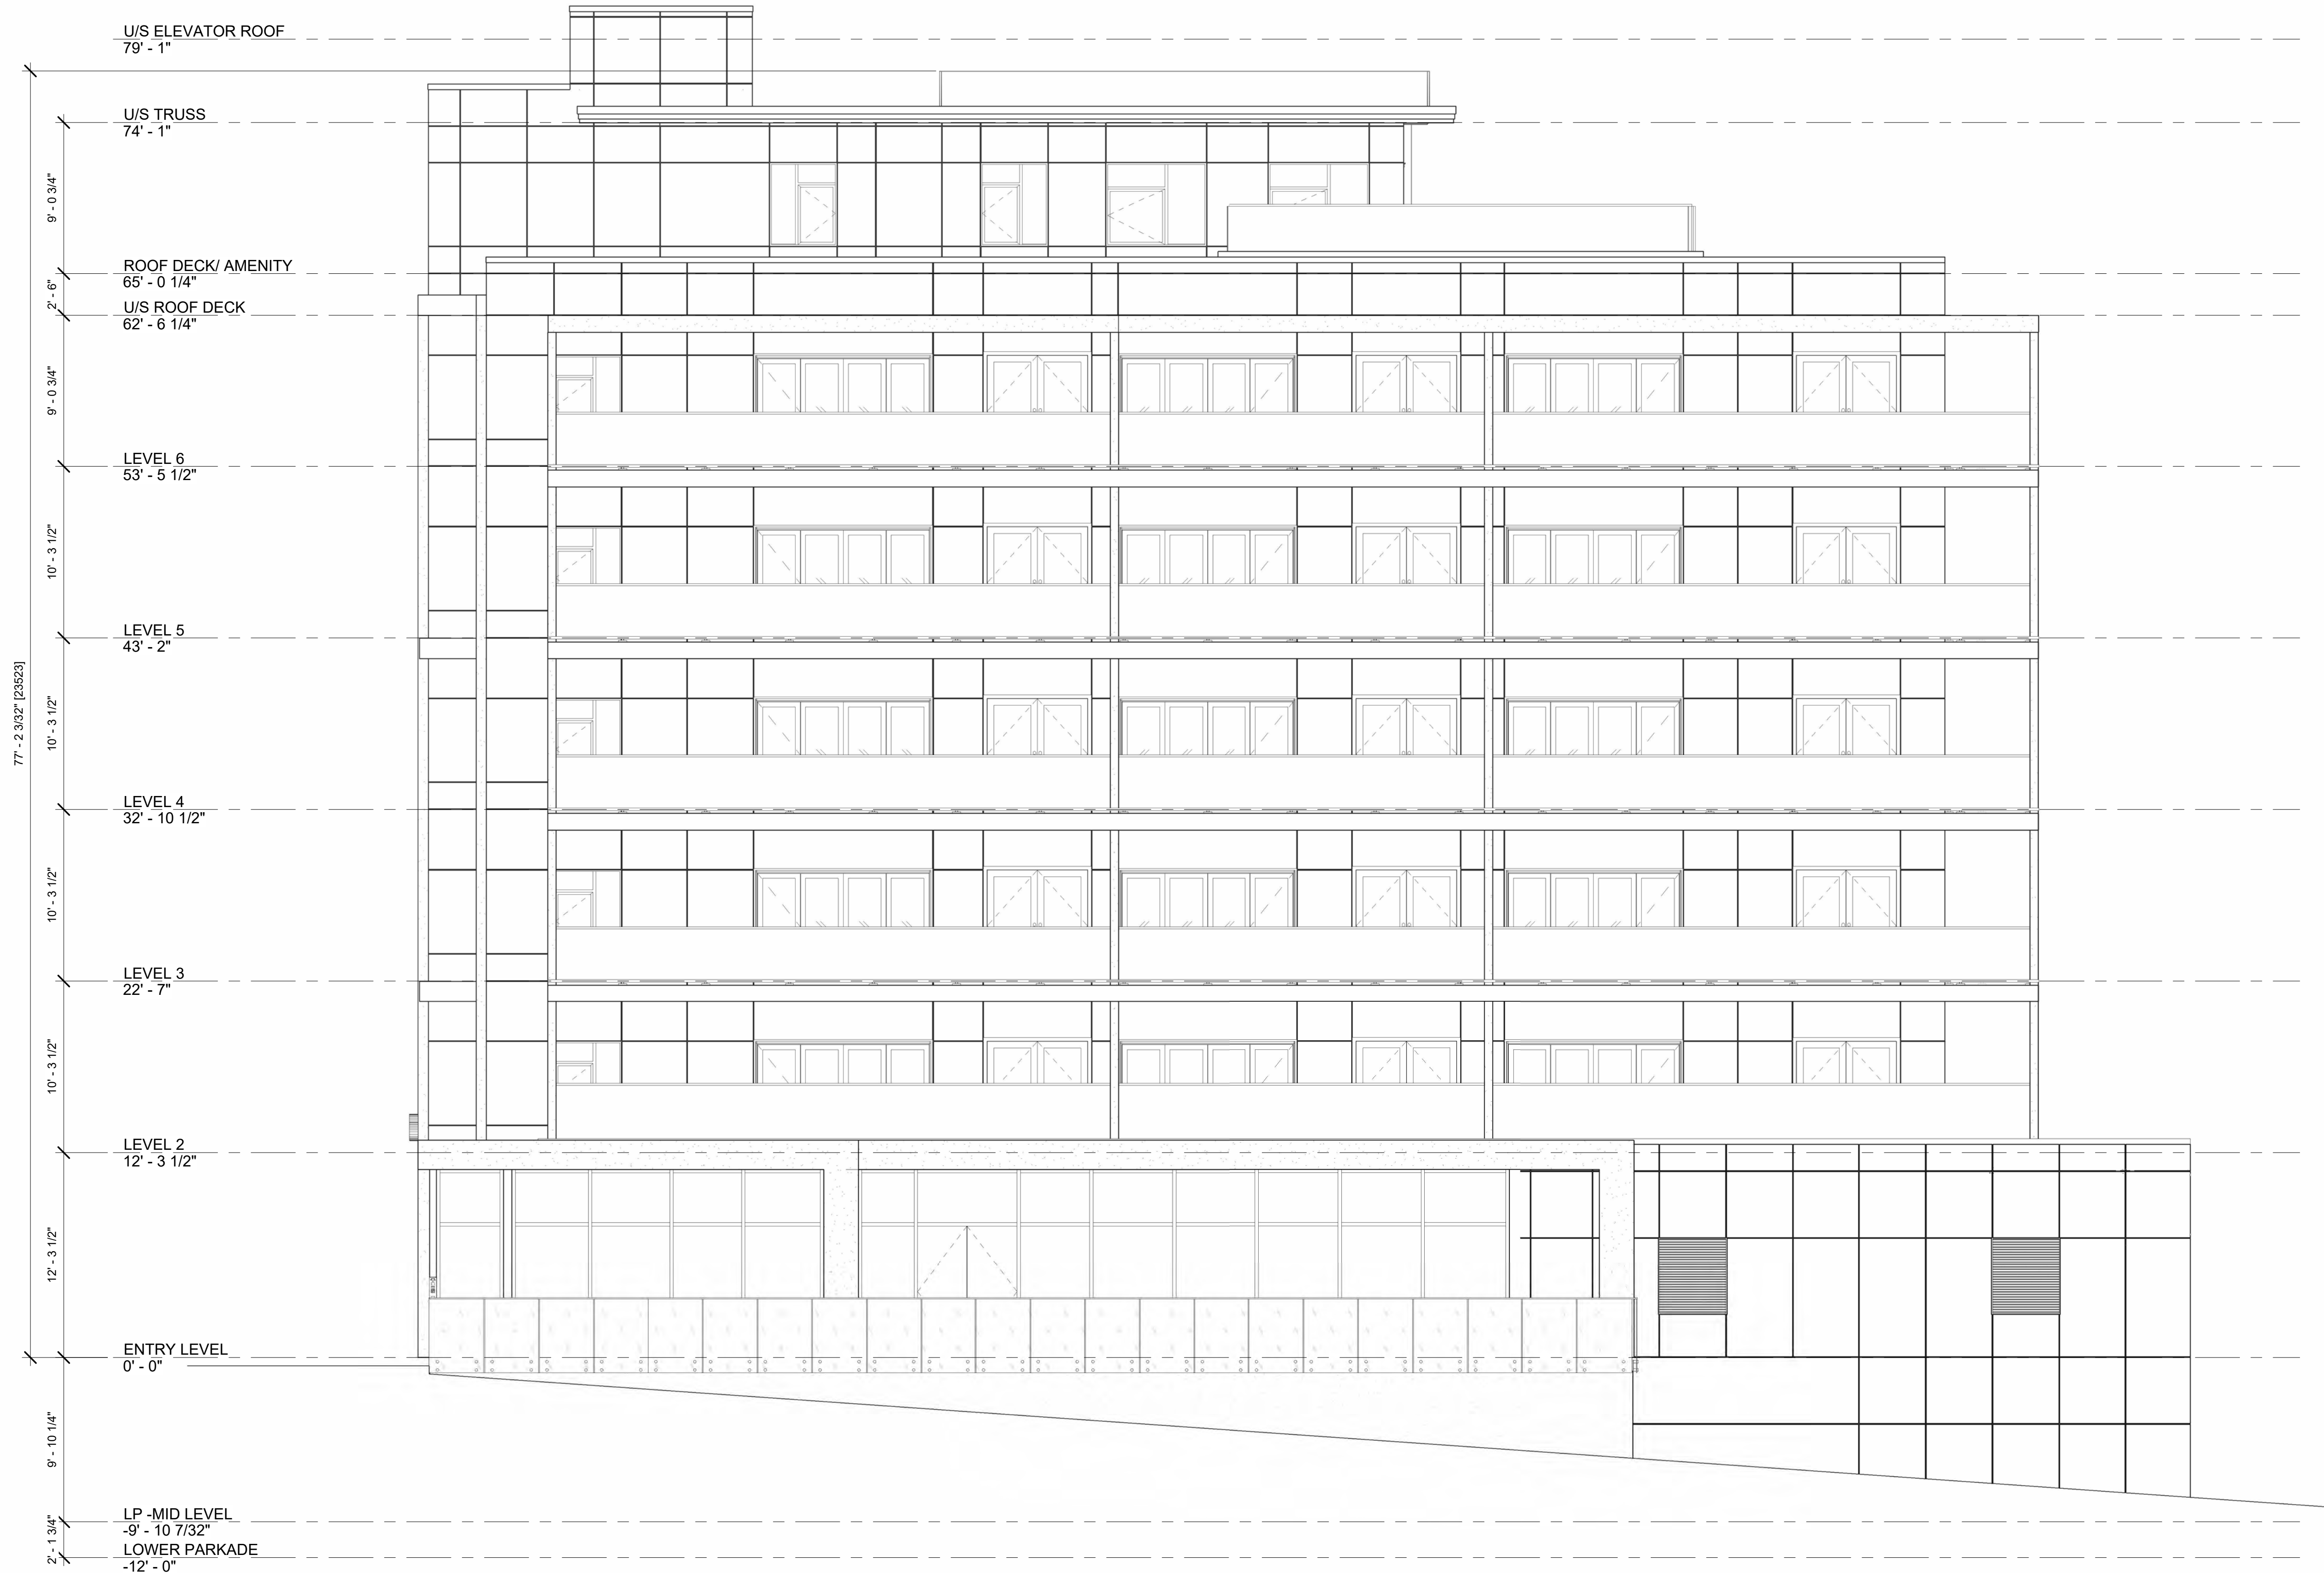 U/S ELEVATOR ROOF
79' - 1"
U/S TRUSS
74' - 1"
9' - 0 3/4"
ROOF DECK/ AMENITY
65' - 0 1/4"
2' - 6"
U/S ROOF DECK
62' - 6 1/4"
9' - 0 3/4"
LEVEL 6
53' - 5 1/2"
10' - 3 1/2"
LEVEL 5
43' - 2"
77' - 2 3/32" [23523]
10' - 3 1/2"
LEVEL 4
32' - 10 1/2"
10' - 3 1/2"
LEVEL 3
22' - 7"
10' - 3 1/2"
LEVEL 2
12' - 3 1/2"
12' - 3 1/2"
ENTRY LEVEL
0' - 0"
9' - 10 1/4"
LP -MID LEVEL
-9' - 10 7/32"
2' - 1 3/4"
LOWER PARKADE
-12' - 0"